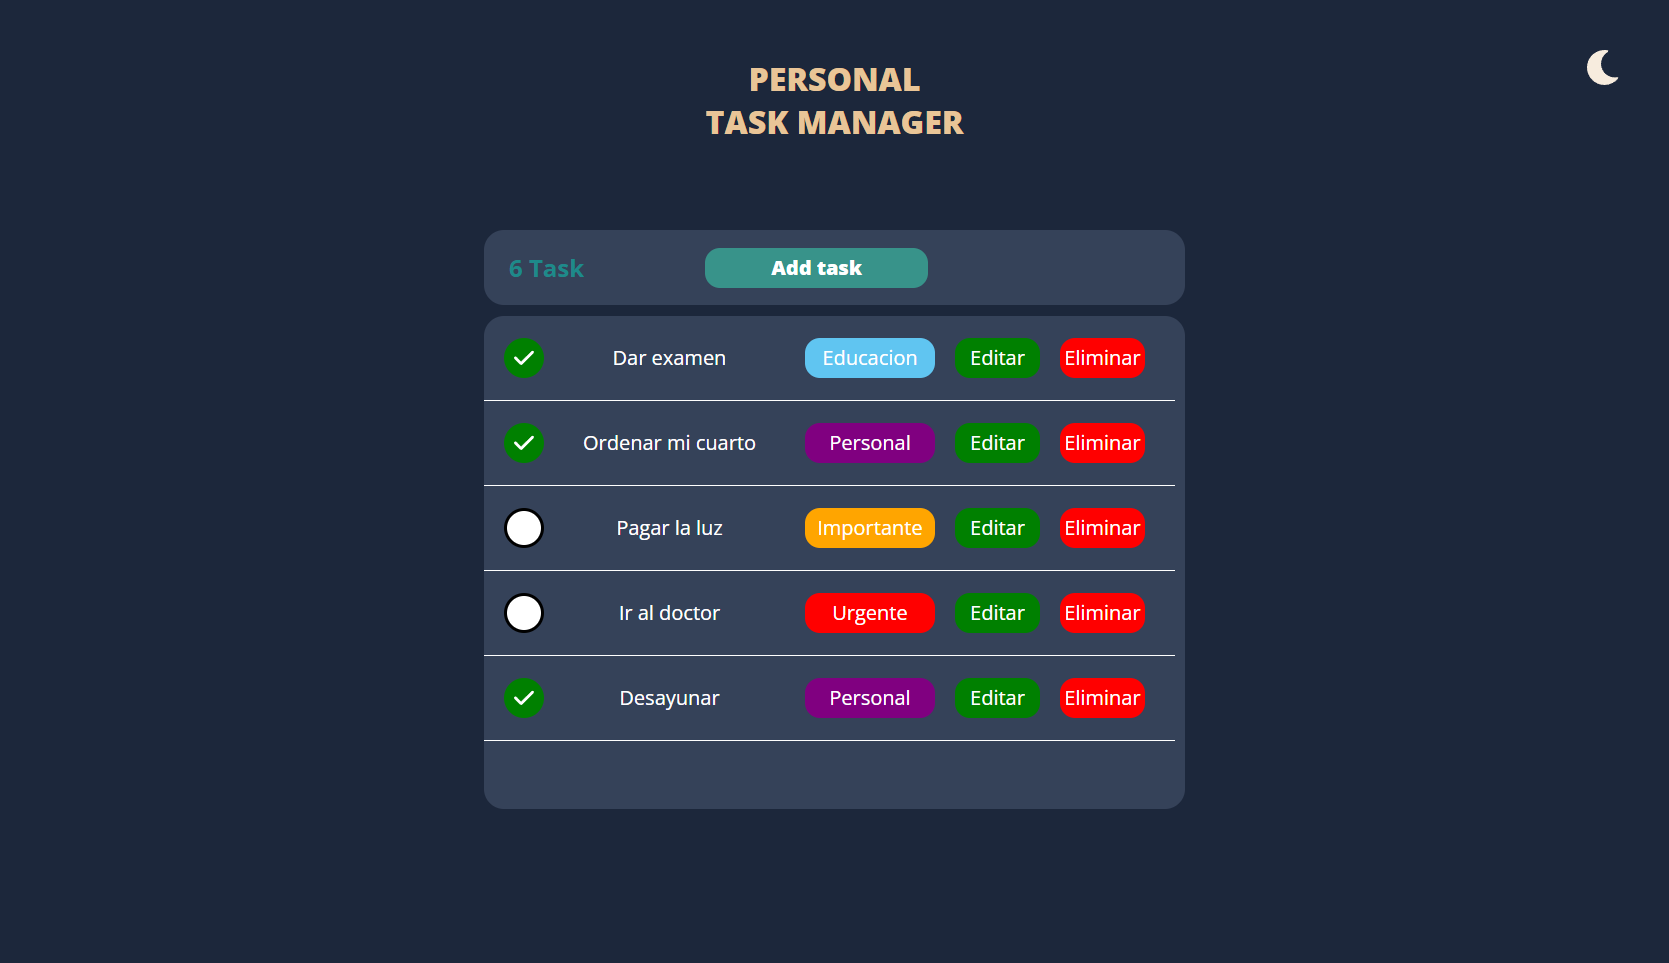 PERSONAL
TASK MANAGER
6 Task Add task
Dar examen Educacion Editar Eliminar
Ordenar mi cuarto Personal Editar Eliminar
Pagar la luz Importante Editar Eliminar
Ir al doctor Urgente Editar Eliminar
Desayunar Personal Editar Eliminar